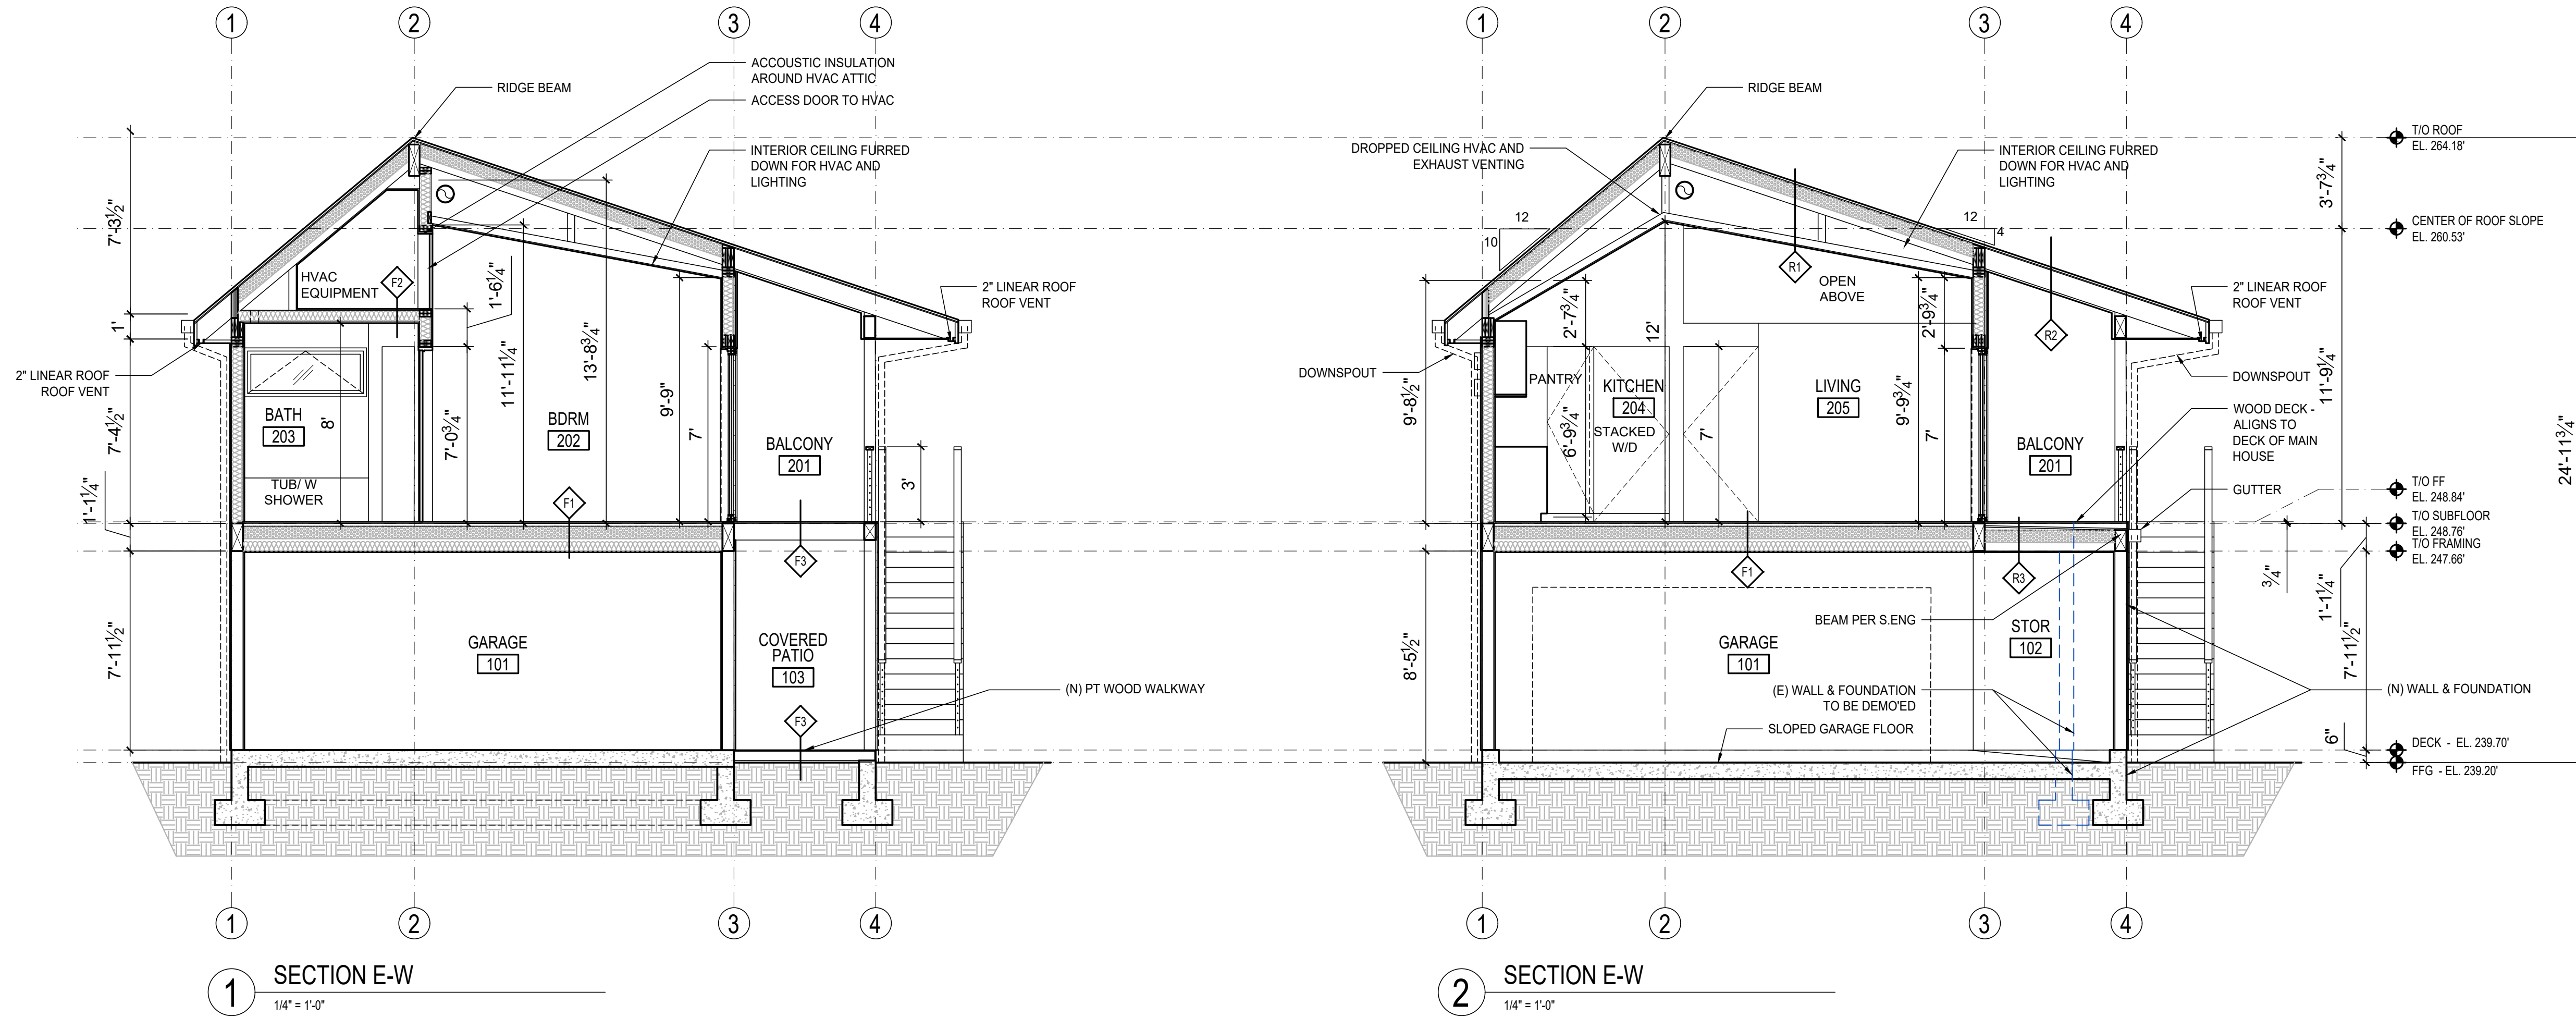 1
2
3
4
ACCOUSTIC INSULATION
AROUND HVAC ATTIC
RIDGE BEAM
ACCESS DOOR TO HVAC
INTERIOR CEILING FURRED
DOWN FOR HVAC AND
LIGHTING
7'-3½"
1'
7'-4½"
1'-1¼"
7'-11½"
HVAC
EQUIPMENT
F2
1'-6¼"
11'-11¼"
13'-8¾"
9'-9"
7'
8'
7'-0¾"
2" LINEAR ROOF
ROOF VENT
2" LINEAR ROOF
ROOF VENT
BATH
203
BDRM
202
BALCONY
201
3'
TUB/ W
SHOWER
F1
F3
GARAGE
101
COVERED
PATIO
103
F3
(N) PT WOOD WALKWAY
1
2
3
4
1
SECTION E-W
1/4" = 1'-0"
1
2
3
4
RIDGE BEAM
DROPPED CEILING HVAC AND
EXHAUST VENTING
INTERIOR CEILING FURRED
DOWN FOR HVAC AND
LIGHTING
12
10
12
4
R1
OPEN
ABOVE
2" LINEAR ROOF
ROOF VENT
R2
9'-8½"
2'-7¾"
12'
2'-9¾"
DOWNSPOUT
DOWNSPOUT
PANTRY
KITCHEN
204
STACKED
W/D
6'-9¾"
7'
LIVING
205
9'-9¾"
7'
BALCONY
201
WOOD DECK -
ALIGNS TO
DECK OF MAIN
HOUSE
GUTTER
F1
R3
BEAM PER S.ENG
8'-5½"
GARAGE
101
STOR
102
(E) WALL & FOUNDATION
TO BE DEMO'ED
SLOPED GARAGE FLOOR
(N) WALL & FOUNDATION
T/O ROOF
EL. 264.18'
3'-7¾"
CENTER OF ROOF SLOPE
EL. 260.53'
11'-9¼"
24'-11¾"
T/O FF
EL. 248.84'
T/O SUBFLOOR
EL. 248.76'
T/O FRAMING
EL. 247.66'
¾"
1'-1¼"
7'-11½"
6"
DECK - EL. 239.70'
FFG - EL. 239.20'
1
2
3
4
2
SECTION E-W
1/4" = 1'-0"